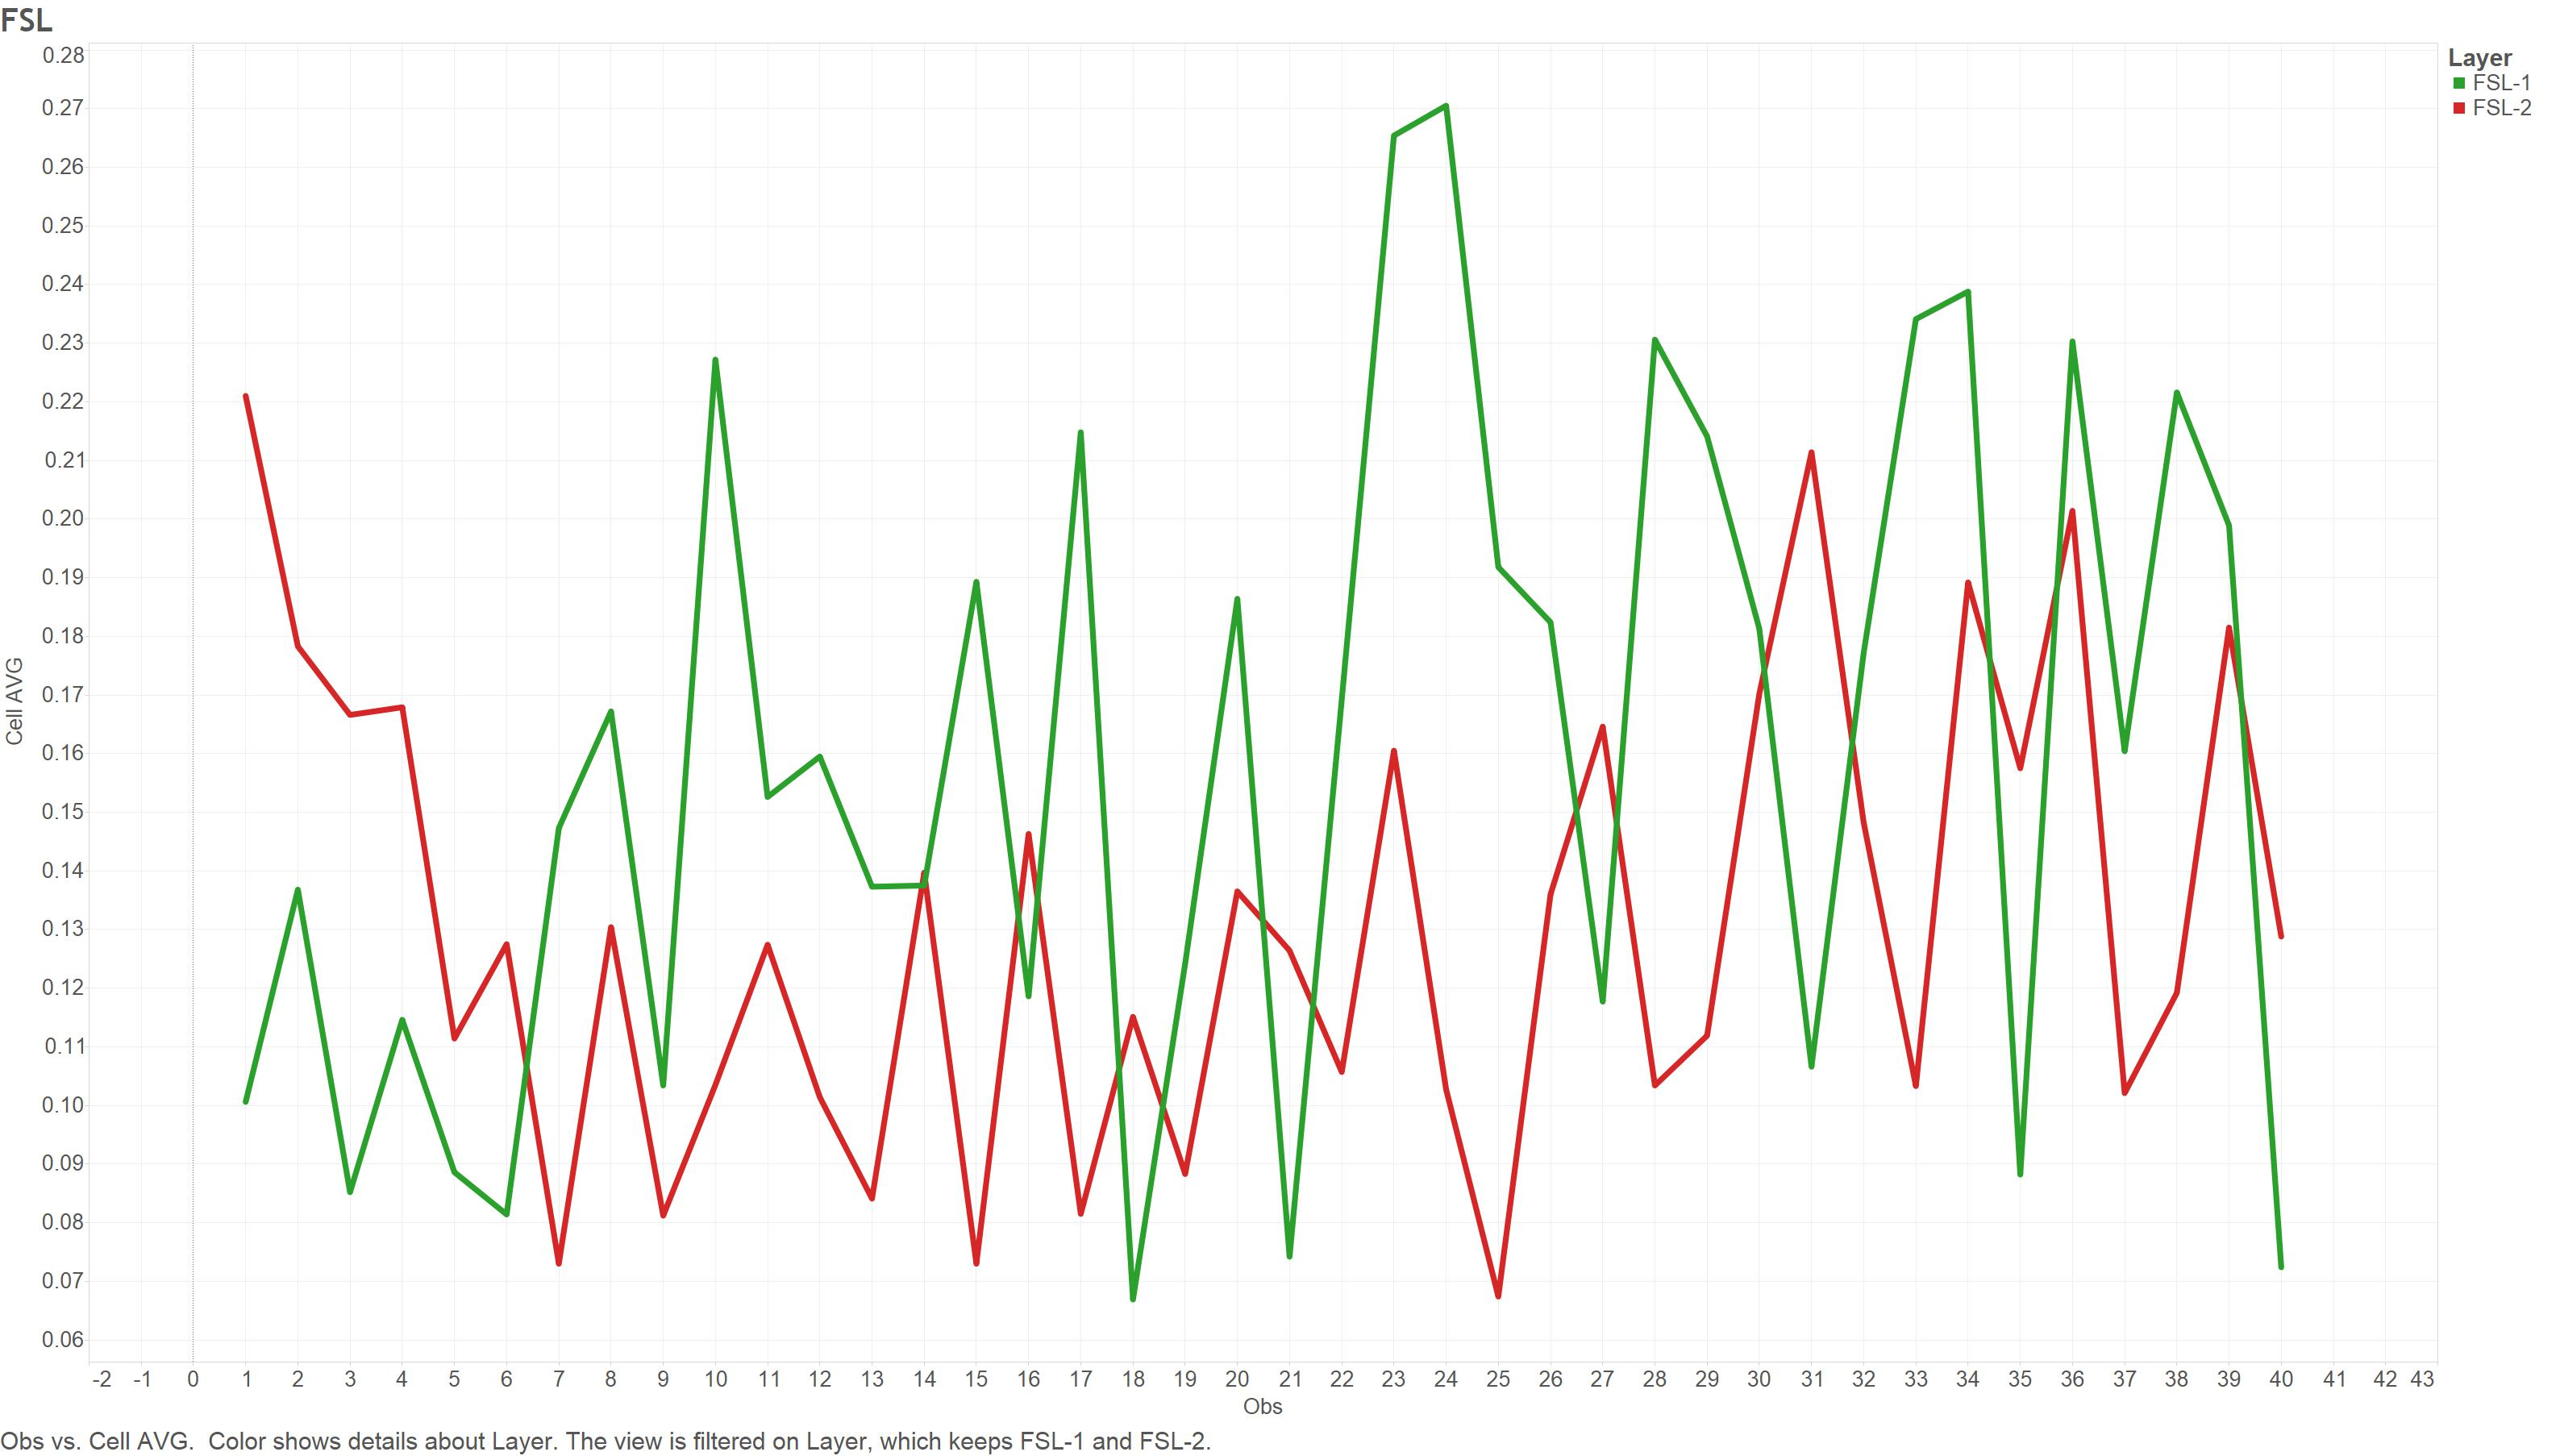 FSL
0.28
0.27
0.26
0.25
0.24
0.23
0.22
0.21
0.20
0.19
0.18
0.17
0.16
0.15
0.14
0.13
0.12
0.11
0.10
0.09
0.08
0.07
0.06
Cell AVG
-2 -1 0 1 2 3 4 5 6 7 8 9 10 11 12 13 14 15 16 17 18 19 20 21 22 23 24 25 26 27 28 29 30 31 32 33 34 35 36 37 38 39 40 41 42 43
Obs
Layer
FSL-1
FSL-2
Obs vs. Cell AVG.  Color shows details about Layer. The view is filtered on Layer, which keeps FSL-1 and FSL-2.